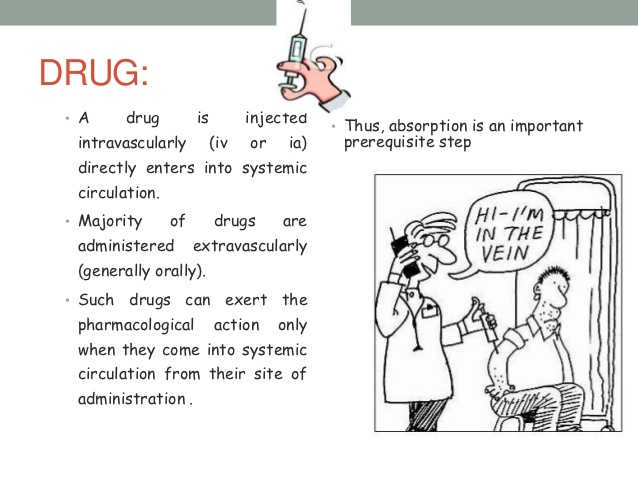 DRUG:
• A drug is injected
intravascularly (iv or ia)
directly enters into systemic
circulation.
• Majority of drugs are
administered extravascularly
(generally orally).
• Such drugs can exert the
pharmacological action only
when they come into systemic
circulation from their site of
administration .
• Thus, absorption is an important
prerequisite step
HI-I'M
IN THE
VEIN